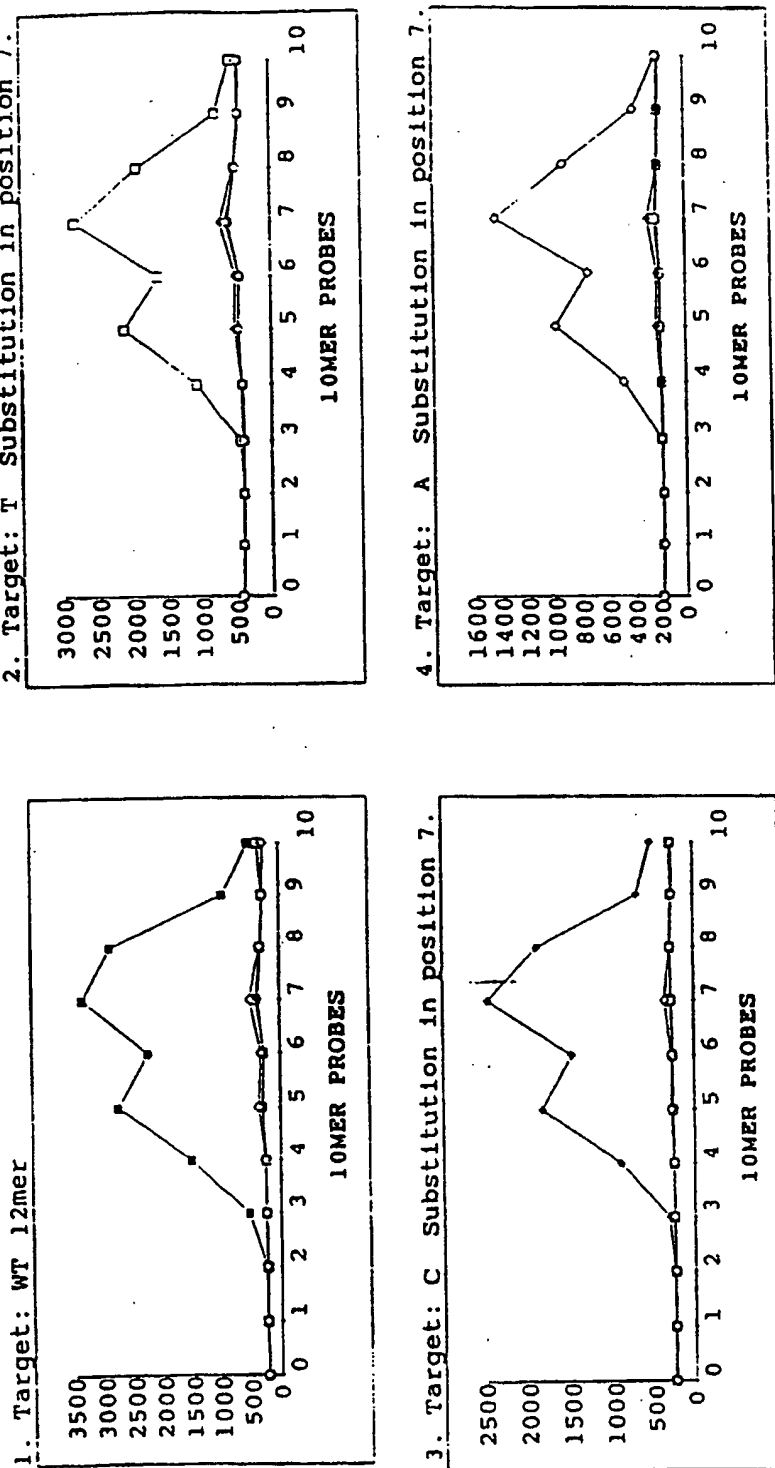 1. Target: WT 12mer
3500
3000
2500
2000
1500
1000
500
0
0 1 2 3 4 5 6 7 8 9 10
10MER PROBES
2. Target: T Substitution in position 7.
3000
2500
2000
1500
1000
500
0
0 1 2 3 4 5 6 7 8 9 10
10MER PROBES
3. Target: C Substitution in position 7.
2500
2000
1500
1000
500
0
0 1 2 3 4 5 6 7 8 9 10
10MER PROBES
4. Target: A Substitution in position 7.
1600
1400
1200
1000
800
600
400
200
0
0 1 2 3 4 5 6 7 8 9 10
10MER PROBES